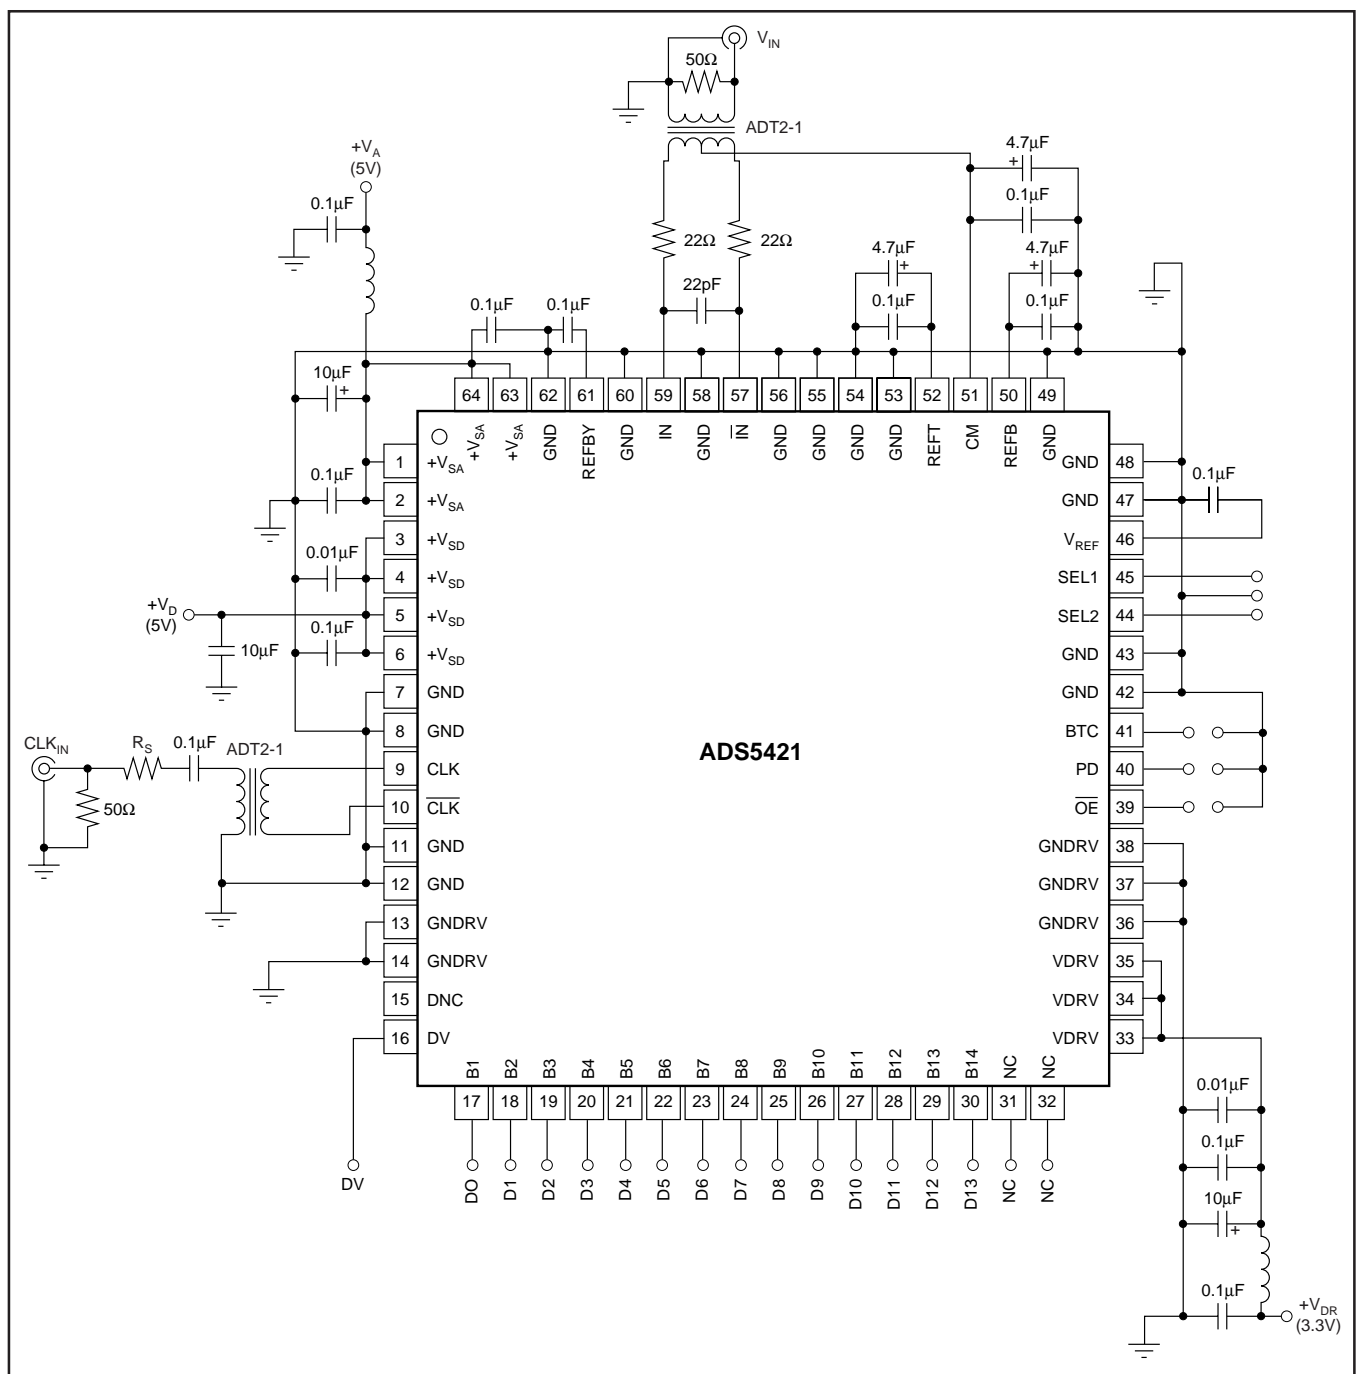 V_IN
50Ω
ADT2-1
+V_A
(5V)
0.1µF
22Ω
22Ω
22pF
4.7µF
+
0.1µF
4.7µF
+
0.1µF
4.7µF
+
0.1µF
0.1µF
0.1µF
10µF
+
64 63 62 61 60 59 58 57 56 55 54 53 52 51 50 49
+V_SA +V_SA GND REFBY GND IN GND I̅N̅ GND GND GND GND REFT CM REFB GND
0.1µF
0.01µF
0.1µF
+V_D
(5V)
10µF
1 +V_SA
2 +V_SA
3 +V_SD
4 +V_SD
5 +V_SD
6 +V_SD
7 GND
8 GND
9 CLK
10 C̅L̅K̅
11 GND
12 GND
13 GNDRV
14 GNDRV
15 DNC
16 DV
CLK_IN
R_S
0.1µF
ADT2-1
50Ω
ADS5421
GND 48
GND 47
0.1µF
V_REF 46
SEL1 45
SEL2 44
GND 43
GND 42
BTC 41
PD 40
O̅E̅ 39
GNDRV 38
GNDRV 37
GNDRV 36
VDRV 35
VDRV 34
VDRV 33
B1 B2 B3 B4 B5 B6 B7 B8 B9 B10 B11 B12 B13 B14 NC NC
17 18 19 20 21 22 23 24 25 26 27 28 29 30 31 32
DV
DO D1 D2 D3 D4 D5 D6 D7 D8 D9 D10 D11 D12 D13 NC NC
0.01µF
0.1µF
10µF
+
0.1µF
+V_DR
(3.3V)